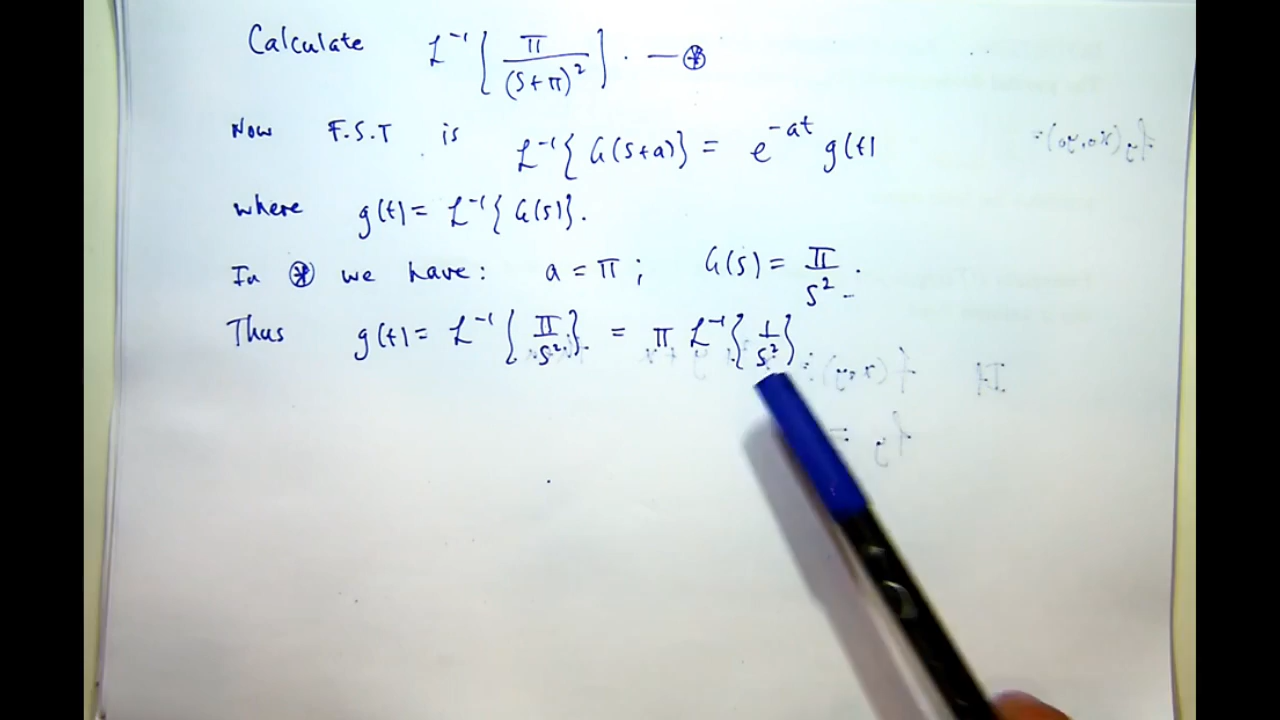 Calculate L⁻¹{ π / (s+π)² } . — ⊛
Now F.S.T is L⁻¹{ G(s+a)} = e^{-at} g(t)
where g(t) = L⁻¹{ G(s)}.
In ⊛ we have: a = π ; G(s) = π / s² .
Thus g(t) = L⁻¹ { π / s² } = π L⁻¹ { 1 / s² }